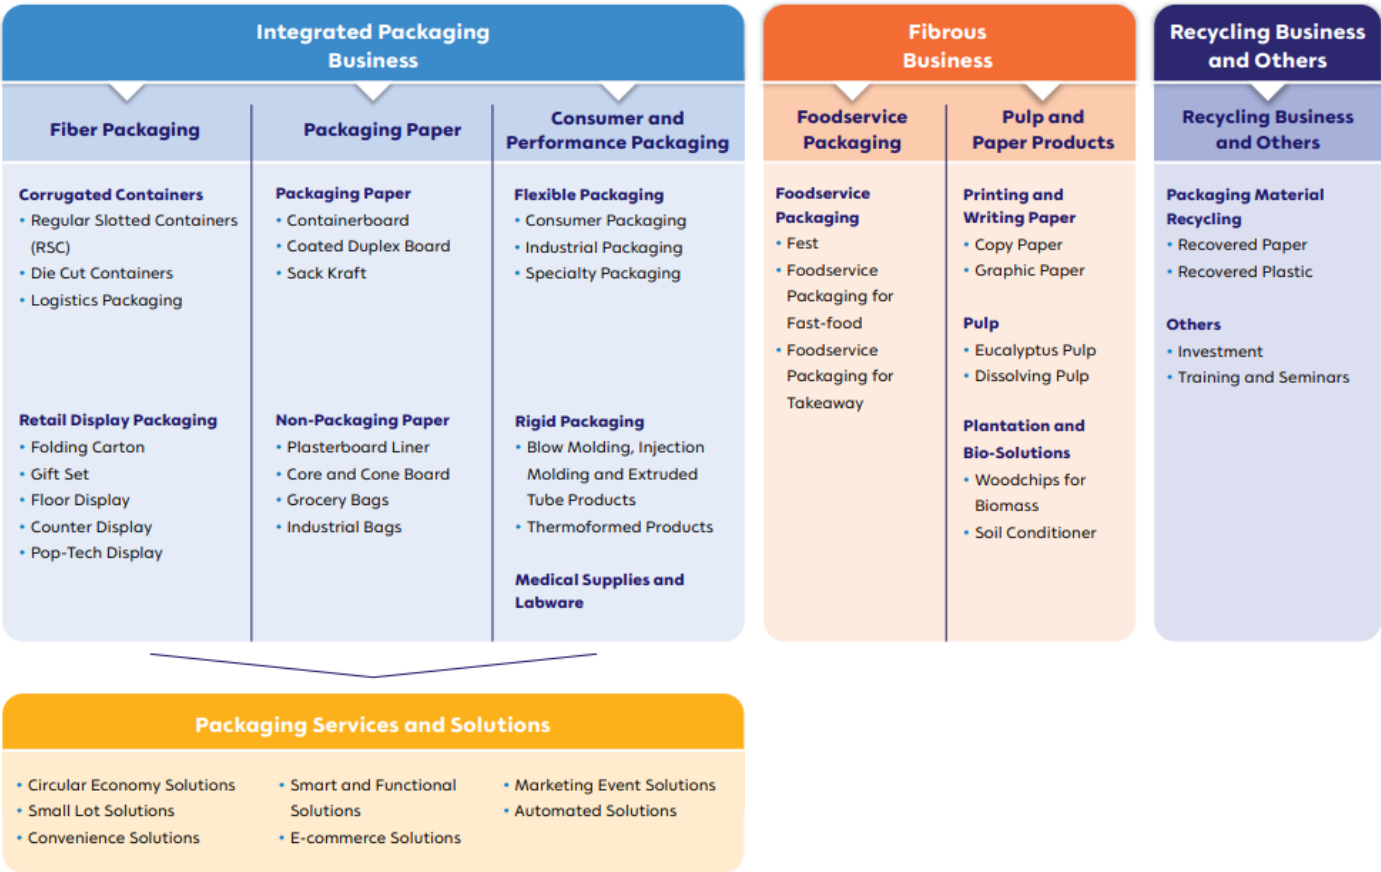 Integrated Packaging
Business
Fiber Packaging
Corrugated Containers
• Regular Slotted Containers
(RSC)
• Die Cut Containers
• Logistics Packaging
Retail Display Packaging
• Folding Carton
• Gift Set
• Floor Display
• Counter Display
• Pop-Tech Display
Packaging Paper
Packaging Paper
• Containerboard
• Coated Duplex Board
• Sack Kraft
Non-Packaging Paper
• Plasterboard Liner
• Core and Cone Board
• Grocery Bags
• Industrial Bags
Consumer and
Performance Packaging
Flexible Packaging
• Consumer Packaging
• Industrial Packaging
• Specialty Packaging
Rigid Packaging
• Blow Molding, Injection
Molding and Extruded
Tube Products
• Thermoformed Products
Medical Supplies and
Labware
Fibrous
Business
Foodservice
Packaging
Foodservice
Packaging
• Fest
• Foodservice
Packaging for
Fast-food
• Foodservice
Packaging for
Takeaway
Pulp and
Paper Products
Printing and
Writing Paper
• Copy Paper
• Graphic Paper
Pulp
• Eucalyptus Pulp
• Dissolving Pulp
Plantation and
Bio-Solutions
• Woodchips for
Biomass
• Soil Conditioner
Recycling Business
and Others
Recycling Business
and Others
Packaging Material
Recycling
• Recovered Paper
• Recovered Plastic
Others
• Investment
• Training and Seminars
Packaging Services and Solutions
• Circular Economy Solutions
• Small Lot Solutions
• Convenience Solutions
• Smart and Functional
Solutions
• E-commerce Solutions
• Marketing Event Solutions
• Automated Solutions